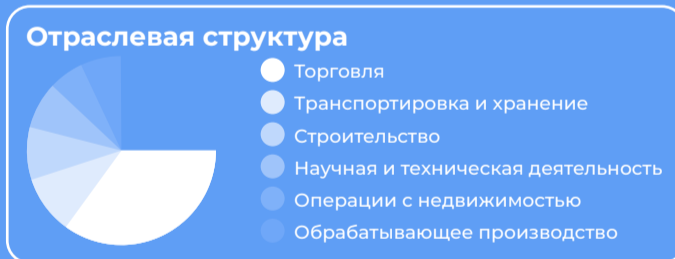 Отраслевая структура
Торговля
Транспортировка и хранение
Строительство
Научная и техническая деятельность
Операции с недвижимостью
Обрабатывающее производство